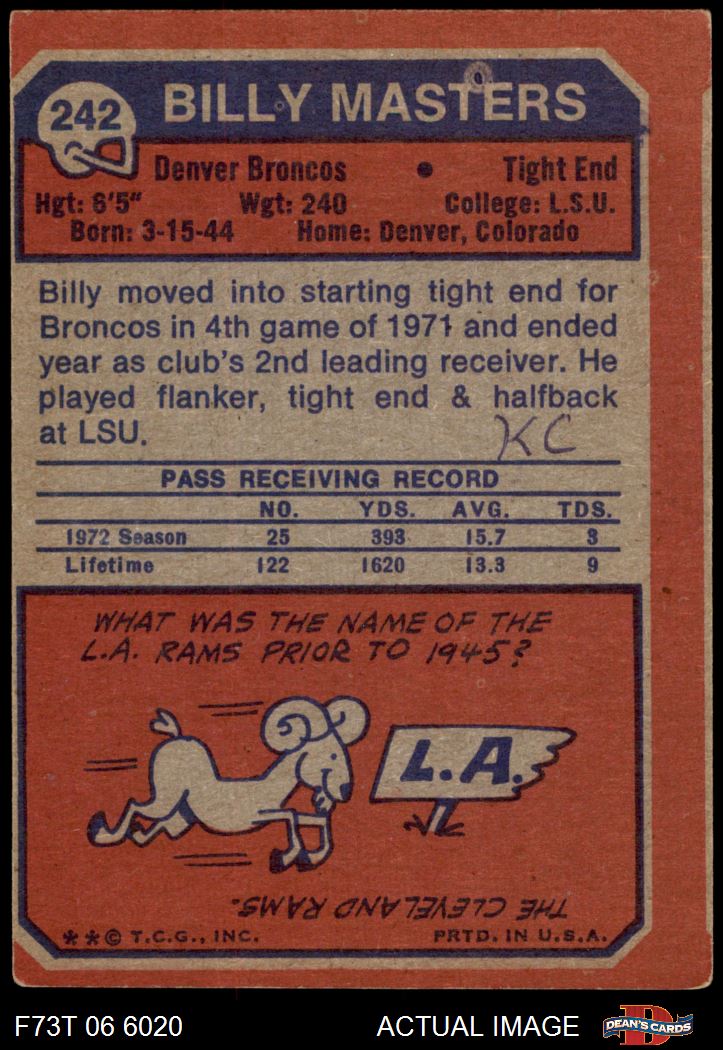 242 BILLY MASTERS
Denver Broncos • Tight End
Hgt: 6'5" Wgt: 240 College: L.S.U.
Born: 3-15-44 Home: Denver, Colorado
Billy moved into starting tight end for
Broncos in 4th game of 1971 and ended
year as club's 2nd leading receiver. He
played flanker, tight end & halfback
at LSU.
KC
PASS RECEIVING RECORD
NO. YDS. AVG. TDS.
1972 Season 25 393 15.7 3
Lifetime 122 1620 13.3 9
WHAT WAS THE NAME OF THE
L.A. RAMS PRIOR TO 1945?
L.A.
THE CLEVELAND RAMS.
**© T.C.G., INC. PRTD. IN U.S.A.
F73T 06 6020 ACTUAL IMAGE D DEAN'S CARDS